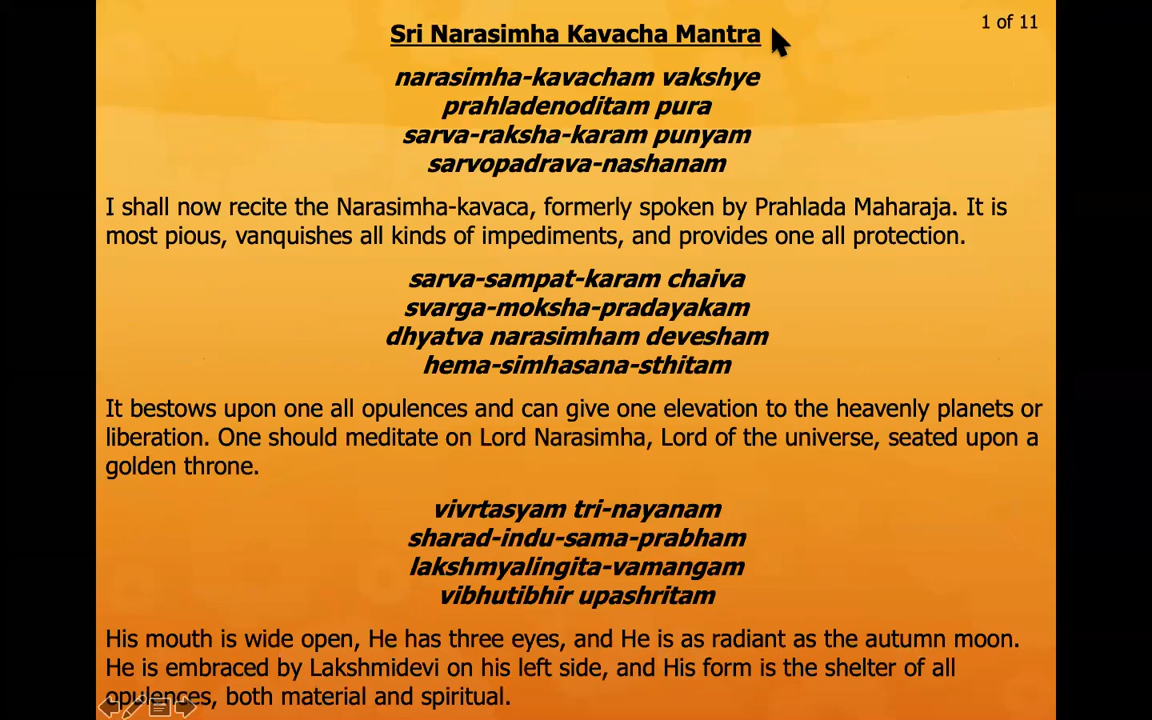 1 of 11
Sri Narasimha Kavacha Mantra
narasimha-kavacham vakshye
prahladenoditam pura
sarva-raksha-karam punyam
sarvopadrava-nashanam
I shall now recite the Narasimha-kavaca, formerly spoken by Prahlada Maharaja. It is
most pious, vanquishes all kinds of impediments, and provides one all protection.
sarva-sampat-karam chaiva
svarga-moksha-pradayakam
dhyatva narasimham devesham
hema-simhasana-sthitam
It bestows upon one all opulences and can give one elevation to the heavenly planets or
liberation. One should meditate on Lord Narasimha, Lord of the universe, seated upon a
golden throne.
vivrtasyam tri-nayanam
sharad-indu-sama-prabham
lakshmyalingita-vamangam
vibhutibhir upashritam
His mouth is wide open, He has three eyes, and He is as radiant as the autumn moon.
He is embraced by Lakshmidevi on his left side, and His form is the shelter of all
opulences, both material and spiritual.